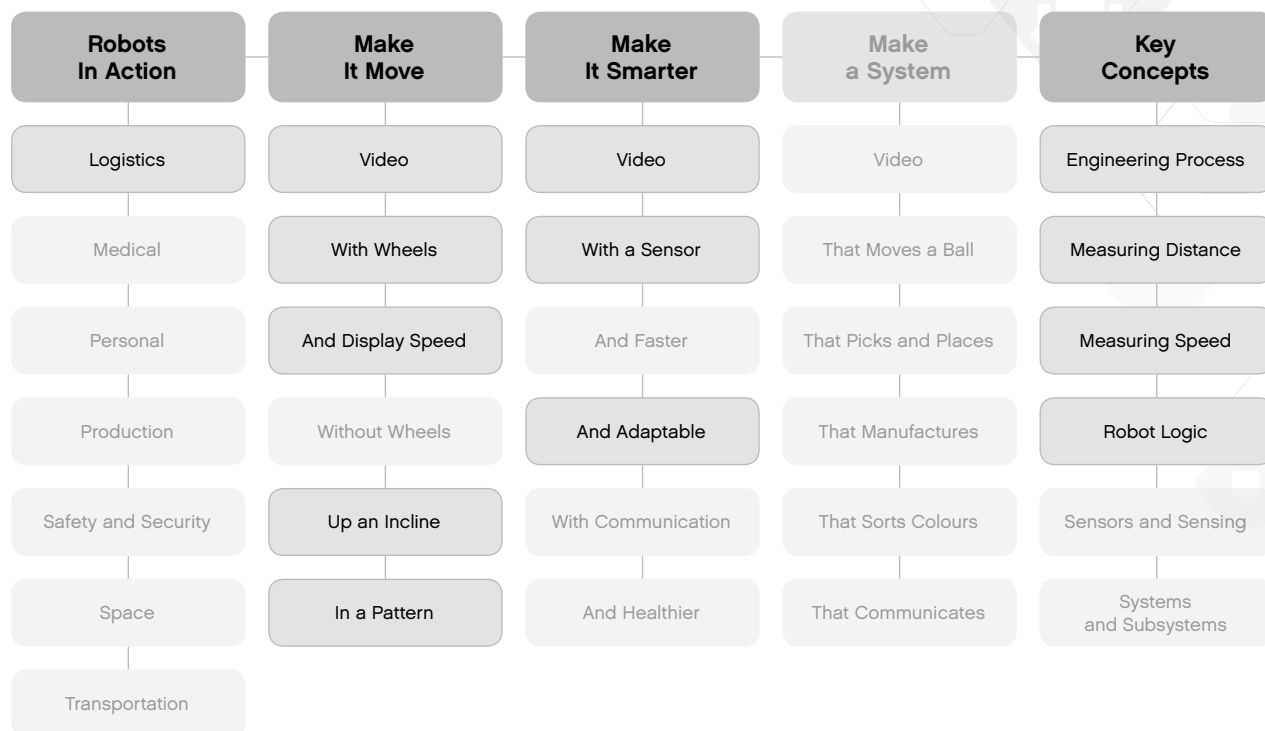 Robots
In Action
Logistics
Medical
Personal
Production
Safety and Security
Space
Transportation
Make
It Move
Video
With Wheels
And Display Speed
Without Wheels
Up an Incline
In a Pattern
Make
It Smarter
Video
With a Sensor
And Faster
And Adaptable
With Communication
And Healthier
Make
a System
Video
That Moves a Ball
That Picks and Places
That Manufactures
That Sorts Colours
That Communicates
Key
Concepts
Engineering Process
Measuring Distance
Measuring Speed
Robot Logic
Sensors and Sensing
Systems
and Subsystems